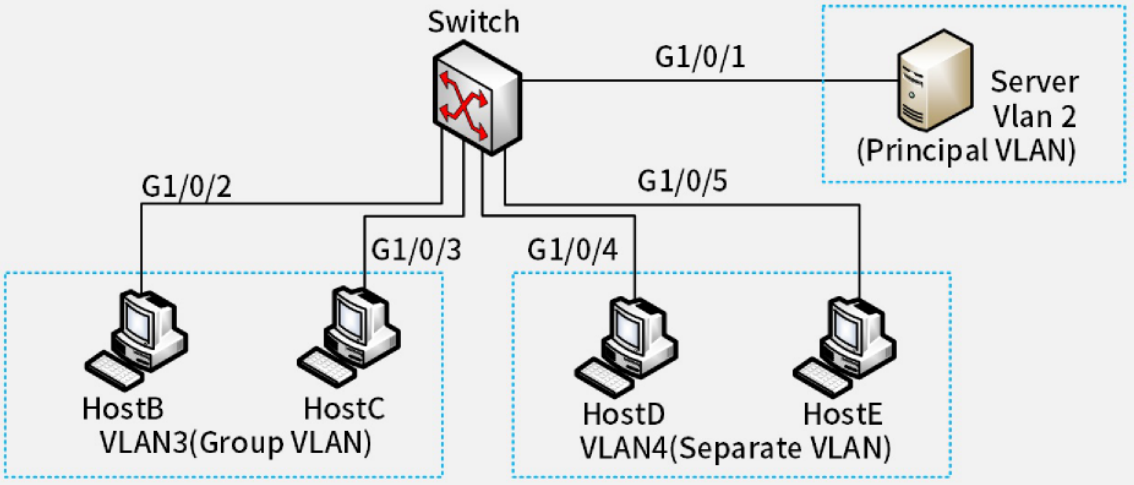 Switch
G1/0/1
Server
Vlan 2
(Principal VLAN)
G1/0/2
G1/0/5
G1/0/3
G1/0/4
HostB
HostC
VLAN3(Group VLAN)
HostD
HostE
VLAN4(Separate VLAN)